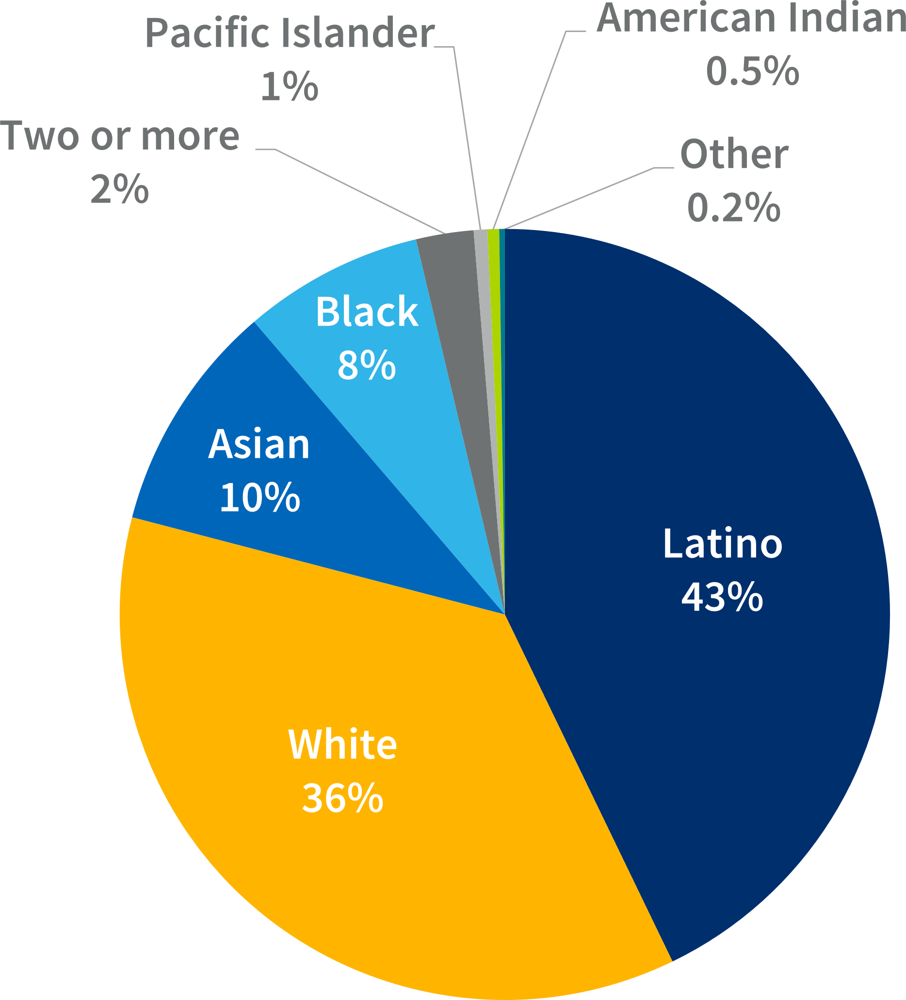 American Indian
0.5%
Pacific Islander
1%
Two or more
2%
Other
0.2%
Black
8%
Asian
10%
Latino
43%
White
36%